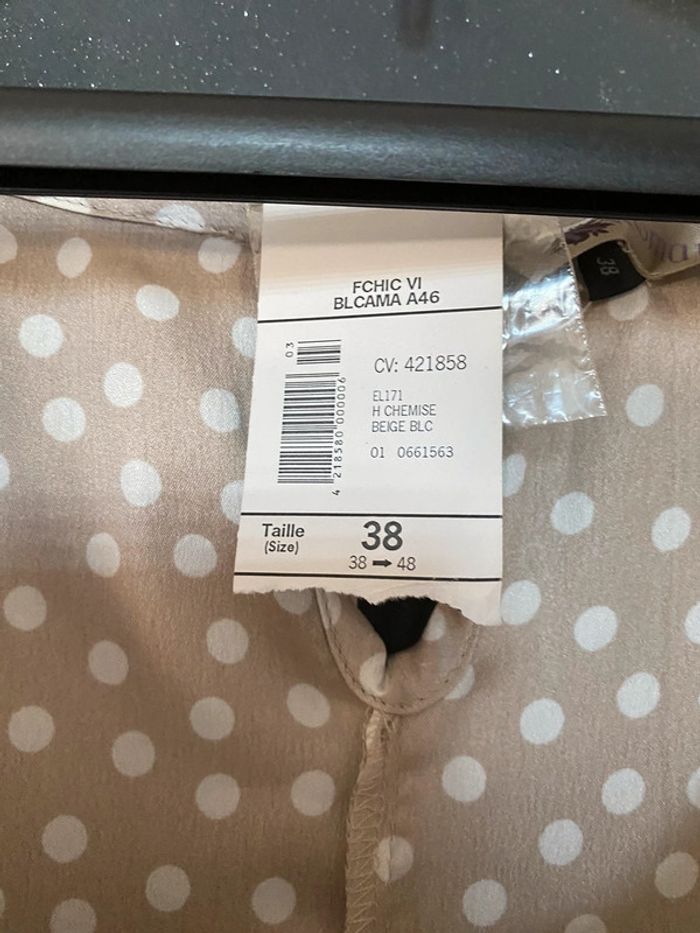 FCHIC VI
BLCAMA A46
03
CV: 421858
EL171
H CHEMISE
BEIGE BLC
01 0661563
4 218580 000006
Taille
(Size)
38
38 ➡ 48
38